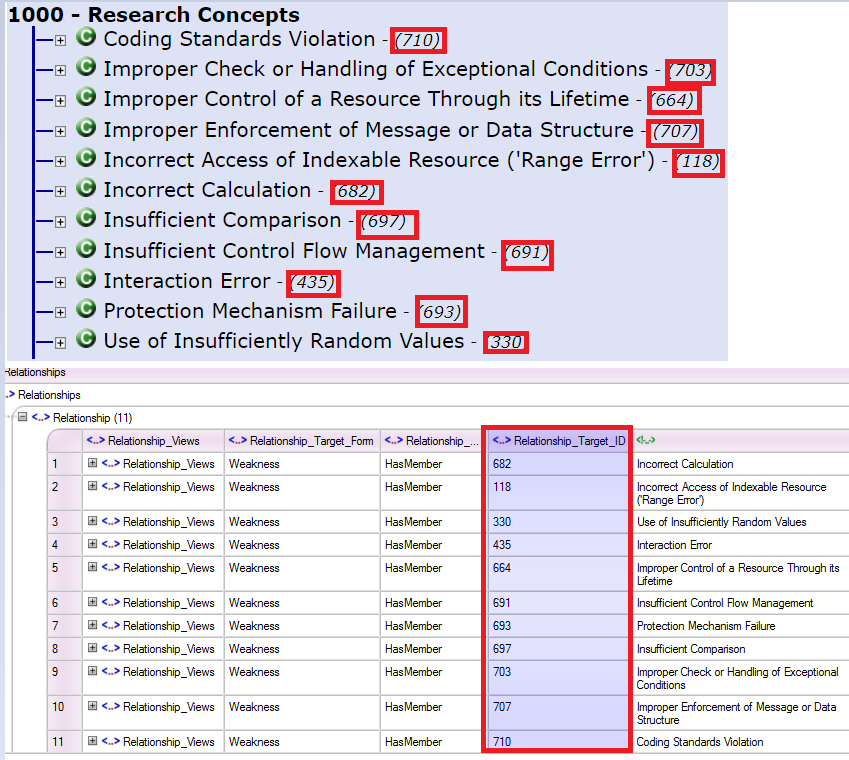 1000 - Research Concepts
Coding Standards Violation - (710)
Improper Check or Handling of Exceptional Conditions - (703)
Improper Control of a Resource Through its Lifetime - (664)
Improper Enforcement of Message or Data Structure - (707)
Incorrect Access of Indexable Resource ('Range Error') - (118)
Incorrect Calculation - (682)
Insufficient Comparison - (697)
Insufficient Control Flow Management - (691)
Interaction Error - (435)
Protection Mechanism Failure - (693)
Use of Insufficiently Random Values - (330
Relationships
Relationships
Relationship (11)
Relationship_Views Relationship_Target_Form Relationship_... Relationship_Target_ID
1 Relationship_Views Weakness HasMember 682 Incorrect Calculation
2 Relationship_Views Weakness HasMember 118 Incorrect Access of Indexable Resource
('Range Error')
3 Relationship_Views Weakness HasMember 330 Use of Insufficiently Random Values
4 Relationship_Views Weakness HasMember 435 Interaction Error
5 Relationship_Views Weakness HasMember 664 Improper Control of a Resource Through its
Lifetime
6 Relationship_Views Weakness HasMember 691 Insufficient Control Flow Management
7 Relationship_Views Weakness HasMember 693 Protection Mechanism Failure
8 Relationship_Views Weakness HasMember 697 Insufficient Comparison
9 Relationship_Views Weakness HasMember 703 Improper Check or Handling of Exceptional
Conditions
10 Relationship_Views Weakness HasMember 707 Improper Enforcement of Message or Data
Structure
11 Relationship_Views Weakness HasMember 710 Coding Standards Violation